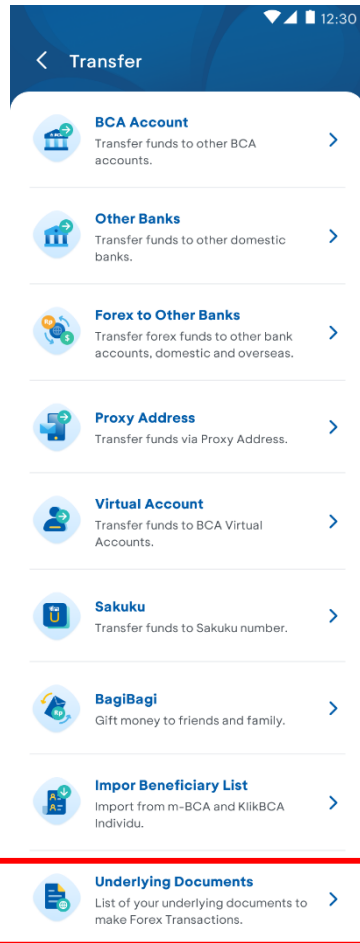 12:30
Transfer
BCA Account
Transfer funds to other BCA
accounts.
Other Banks
Transfer funds to other domestic
banks.
Forex to Other Banks
Transfer forex funds to other bank
accounts, domestic and overseas.
Proxy Address
Transfer funds via Proxy Address.
Virtual Account
Transfer funds to BCA Virtual
Accounts.
Sakuku
Transfer funds to Sakuku number.
BagiBagi
Gift money to friends and family.
Impor Beneficiary List
Import from m-BCA and KlikBCA
Individu.
Underlying Documents
List of your underlying documents to
make Forex Transactions.